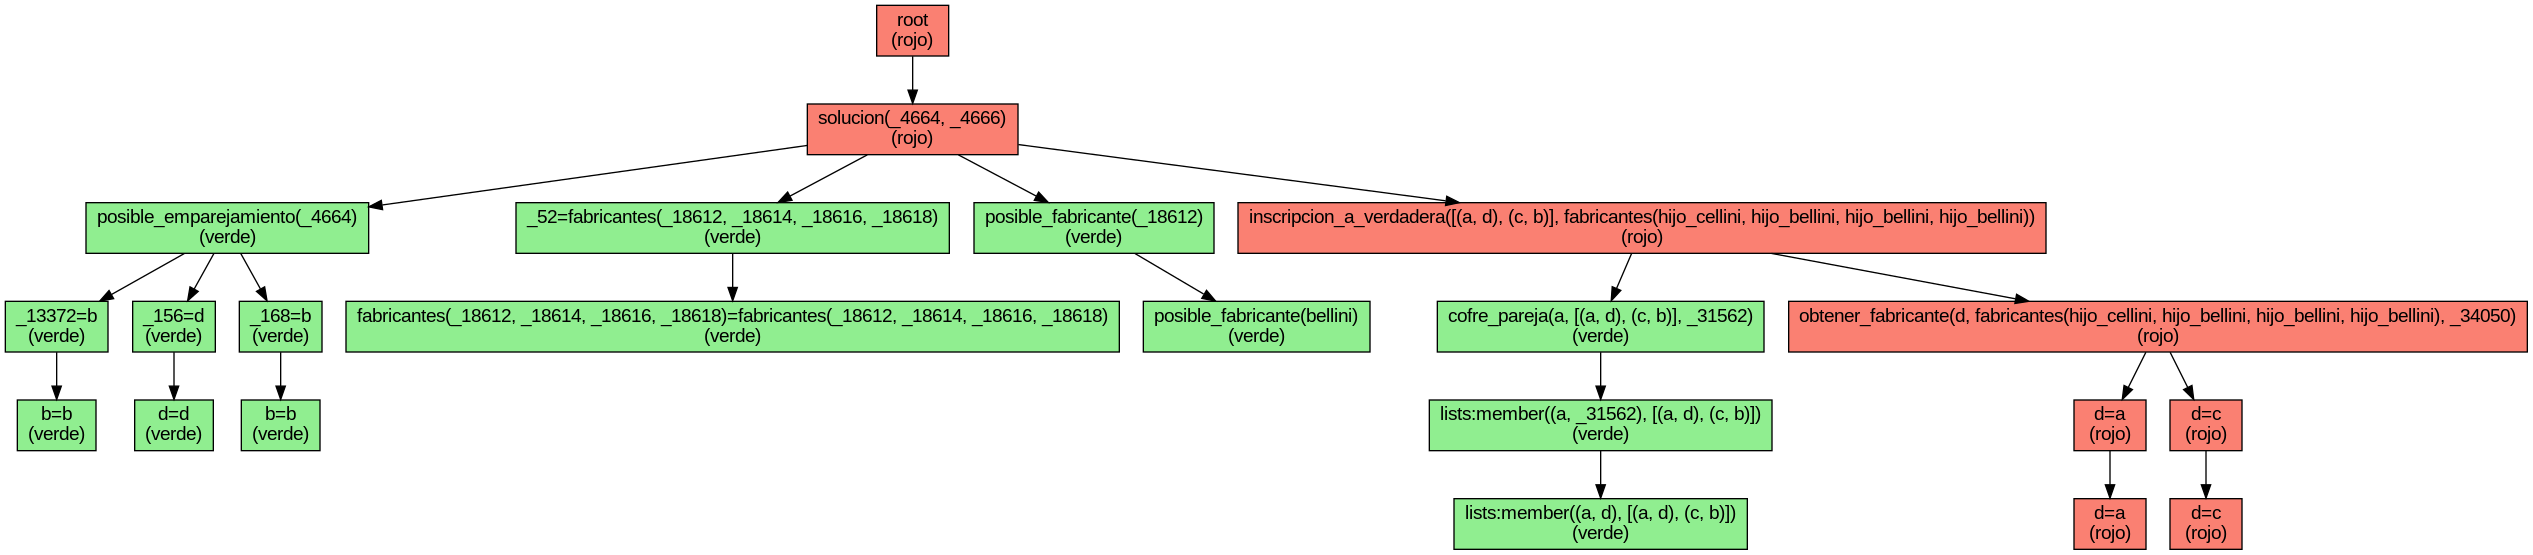 root
(rojo)
solucion(_4664, _4666)
(rojo)
posible_emparejamiento(_4664)
(verde)
_52=fabricantes(_18612, _18614, _18616, _18618)
(verde)
posible_fabricante(_18612)
(verde)
inscripcion_a_verdadera([(a, d), (c, b)], fabricantes(hijo_cellini, hijo_bellini, hijo_bellini, hijo_bellini))
(rojo)
_13372=b
(verde)
_156=d
(verde)
_168=b
(verde)
fabricantes(_18612, _18614, _18616, _18618)=fabricantes(_18612, _18614, _18616, _18618)
(verde)
posible_fabricante(bellini)
(verde)
cofre_pareja(a, [(a, d), (c, b)], _31562)
(verde)
obtener_fabricante(d, fabricantes(hijo_cellini, hijo_bellini, hijo_bellini, hijo_bellini), _34050)
(rojo)
b=b
(verde)
d=d
(verde)
b=b
(verde)
lists:member((a, _31562), [(a, d), (c, b)])
(verde)
d=a
(rojo)
d=c
(rojo)
lists:member((a, d), [(a, d), (c, b)])
(verde)
d=a
(rojo)
d=c
(rojo)